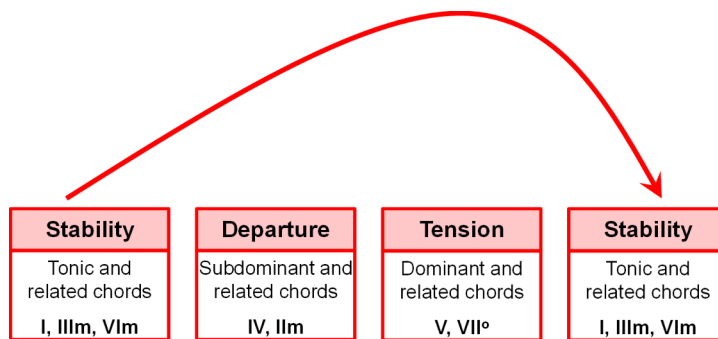 Stability
Tonic and
related chords
I, IIIm, VIm
Departure
Subdominant and
related chords
IV, IIm
Tension
Dominant and
related chords
V, VIIº
Stability
Tonic and
related chords
I, IIIm, VIm